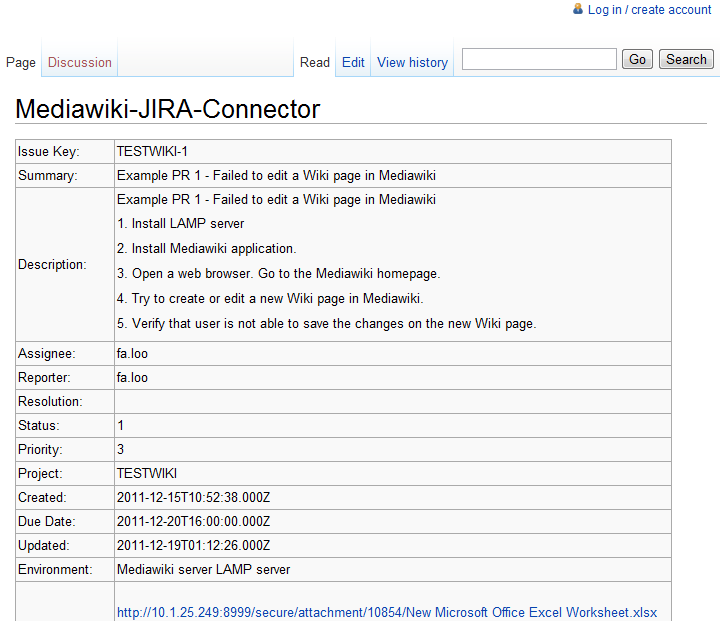 Log in / create account
Page Discussion Read Edit View history Go Search
Mediawiki-JIRA-Connector
Issue Key: TESTWIKI-1
Summary: Example PR 1 - Failed to edit a Wiki page in Mediawiki
Description: Example PR 1 - Failed to edit a Wiki page in Mediawiki
1. Install LAMP server
2. Install Mediawiki application.
3. Open a web browser. Go to the Mediawiki homepage.
4. Try to create or edit a new Wiki page in Mediawiki.
5. Verify that user is not able to save the changes on the new Wiki page.
Assignee: fa.loo
Reporter: fa.loo
Resolution:
Status: 1
Priority: 3
Project: TESTWIKI
Created: 2011-12-15T10:52:38.000Z
Due Date: 2011-12-20T16:00:00.000Z
Updated: 2011-12-19T01:12:26.000Z
Environment: Mediawiki server LAMP server
http://10.1.25.249:8999/secure/attachment/10854/New Microsoft Office Excel Worksheet.xlsx